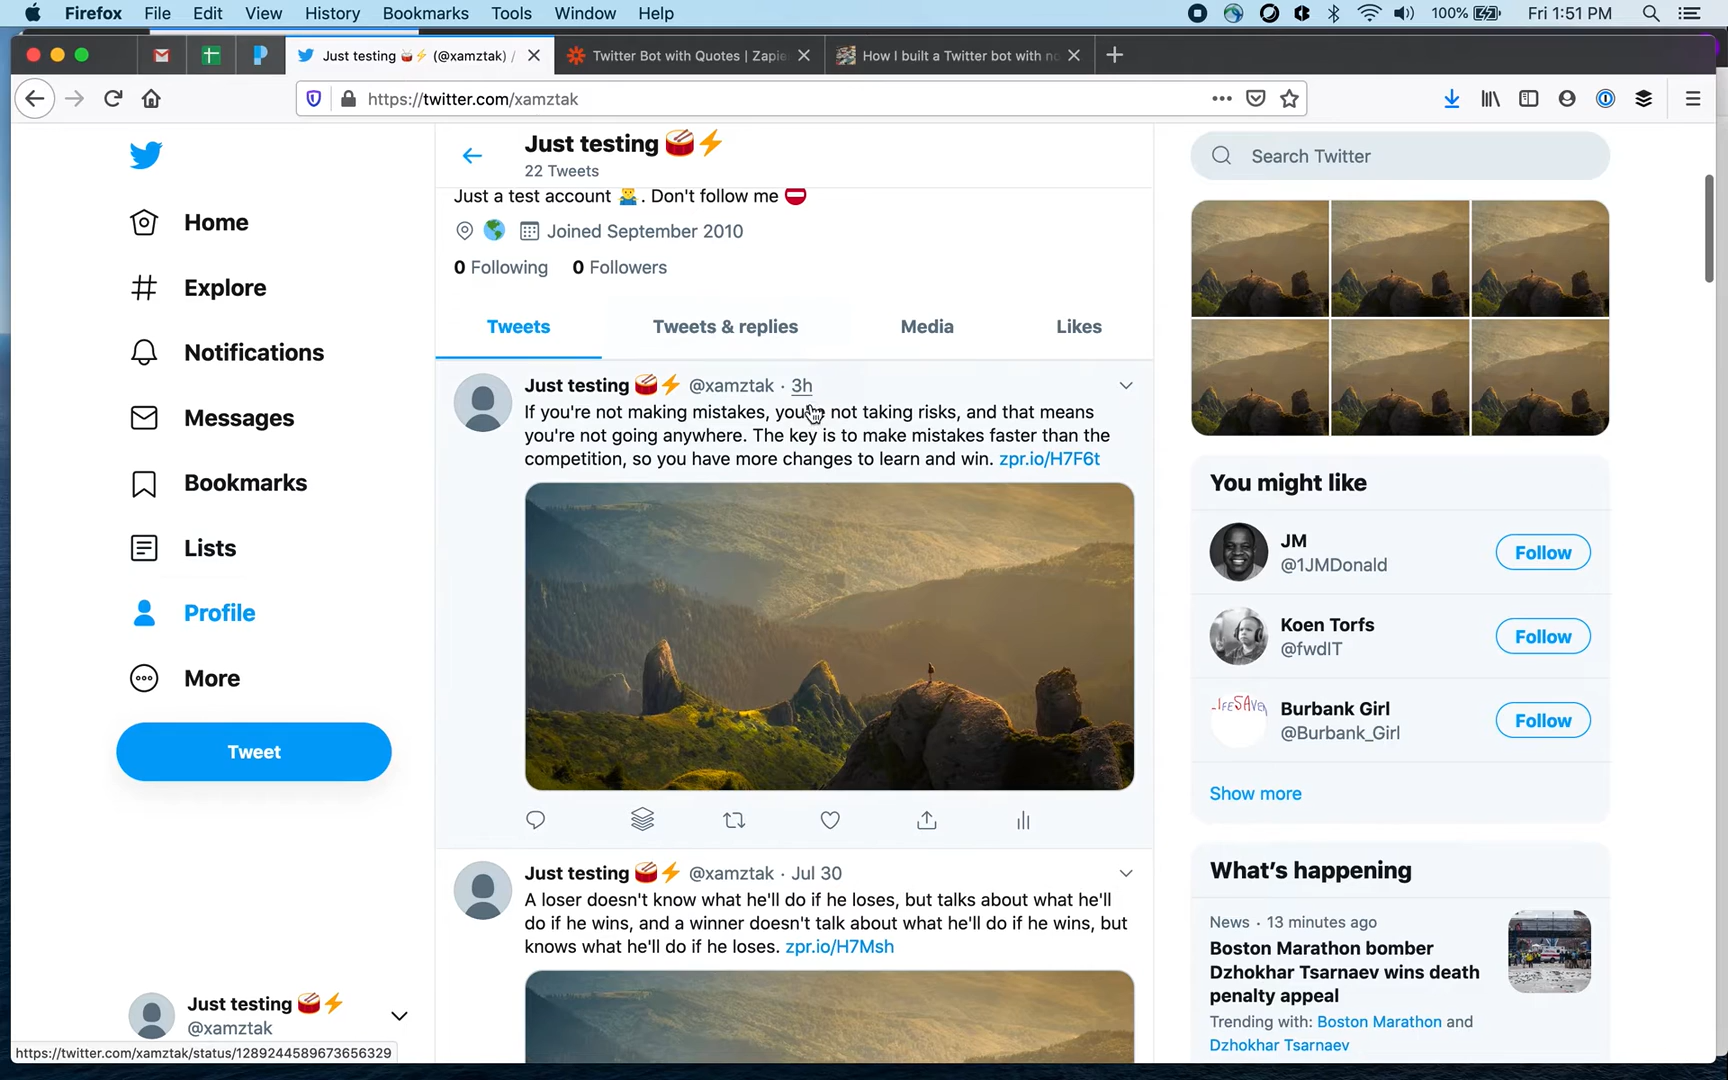 Firefox File Edit View History Bookmarks Tools Window Help 100% Fri 1:51 PM
Just testing 🥁⚡ (@xamztak) / Twitter Bot with Quotes | Zapie How I built a Twitter bot with no
https://twitter.com/xamztak
Just testing 🥁⚡
22 Tweets
Search Twitter
Just a test account 🤷‍♂️. Don't follow me ⛔
Joined September 2010
0 Following 0 Followers
Home
Explore
Notifications
Messages
Bookmarks
Lists
Profile
More
Tweet
Tweets Tweets & replies Media Likes
Just testing 🥁⚡ @xamztak · 3h
If you're not making mistakes, you're not taking risks, and that means
you're not going anywhere. The key is to make mistakes faster than the
competition, so you have more changes to learn and win. zpr.io/H7F6t
Just testing 🥁⚡ @xamztak · Jul 30
A loser doesn't know what he'll do if he loses, but talks about what he'll
do if he wins, and a winner doesn't talk about what he'll do if he wins, but
knows what he'll do if he loses. zpr.io/H7Msh
You might like
JM
@1JMDonald
Follow
Koen Torfs
@fwdIT
Follow
LIFESAVE
Burbank Girl
@Burbank_Girl
Follow
Show more
What's happening
News · 13 minutes ago
Boston Marathon bomber
Dzhokhar Tsarnaev wins death
penalty appeal
Trending with: Boston Marathon and
Dzhokhar Tsarnaev
Just testing 🥁⚡
@xamztak
https://twitter.com/xamztak/status/1289244589673656329